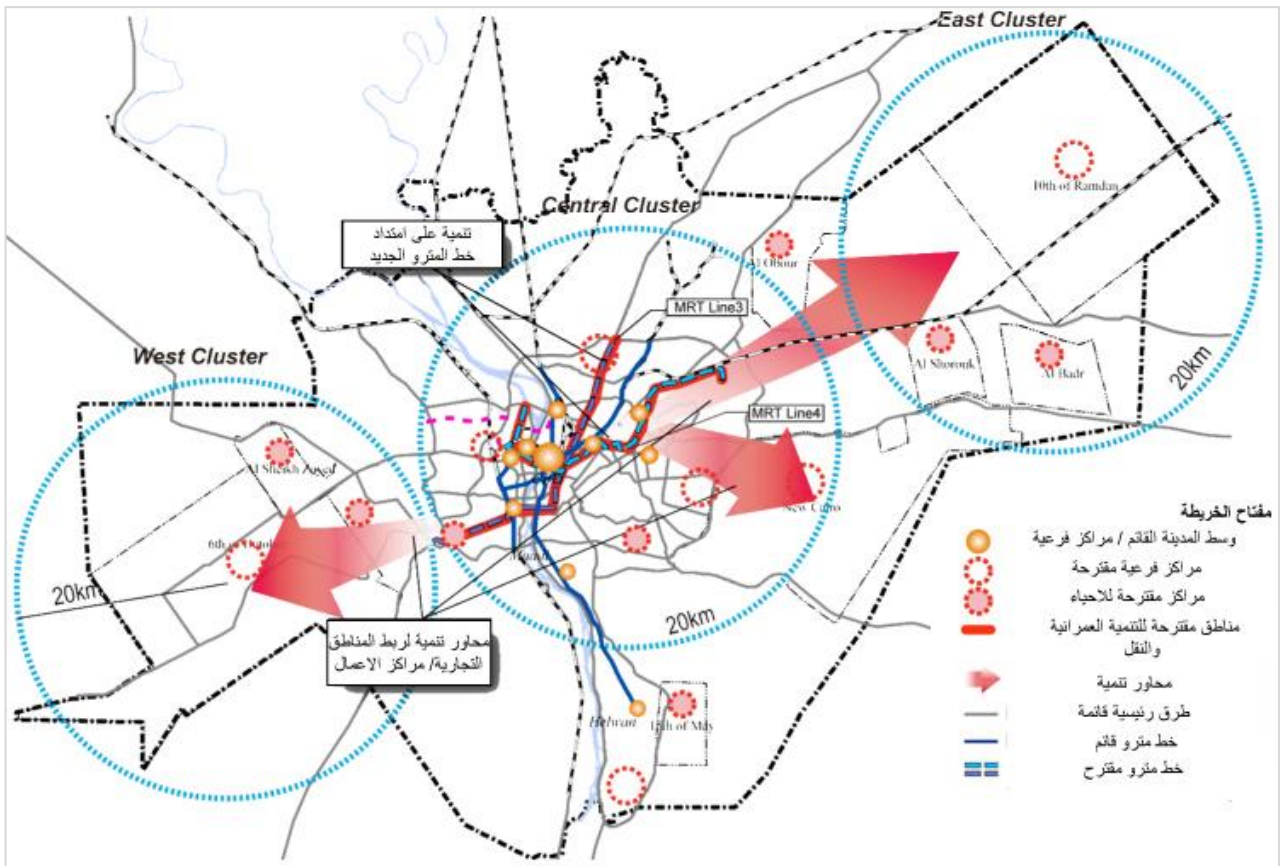 East Cluster
10th of Ramdan
Central Cluster
تنمية على امتداد
خط المترو الجديد
Al Obour
MRT Line3
West Cluster
Al Shorouk
Al Badr
20km
MRT Line4
Al Sheikh Zayed
New Cairo
6th of October
20km
20km
محاور تنمية لربط المناطق
التجارية/ مراكز الاعمال
Helwan
15th of May
مفتاح الخريطة
وسط المدينة القائم / مراكز فرعية
مراكز فرعية مقترحة
مراكز مقترحة للاحياء
مناطق مقترحة للتنمية العمرانية
والنقل
محاور تنمية
طرق رئيسية قائمة
خط مترو قائم
خط مترو مقترح